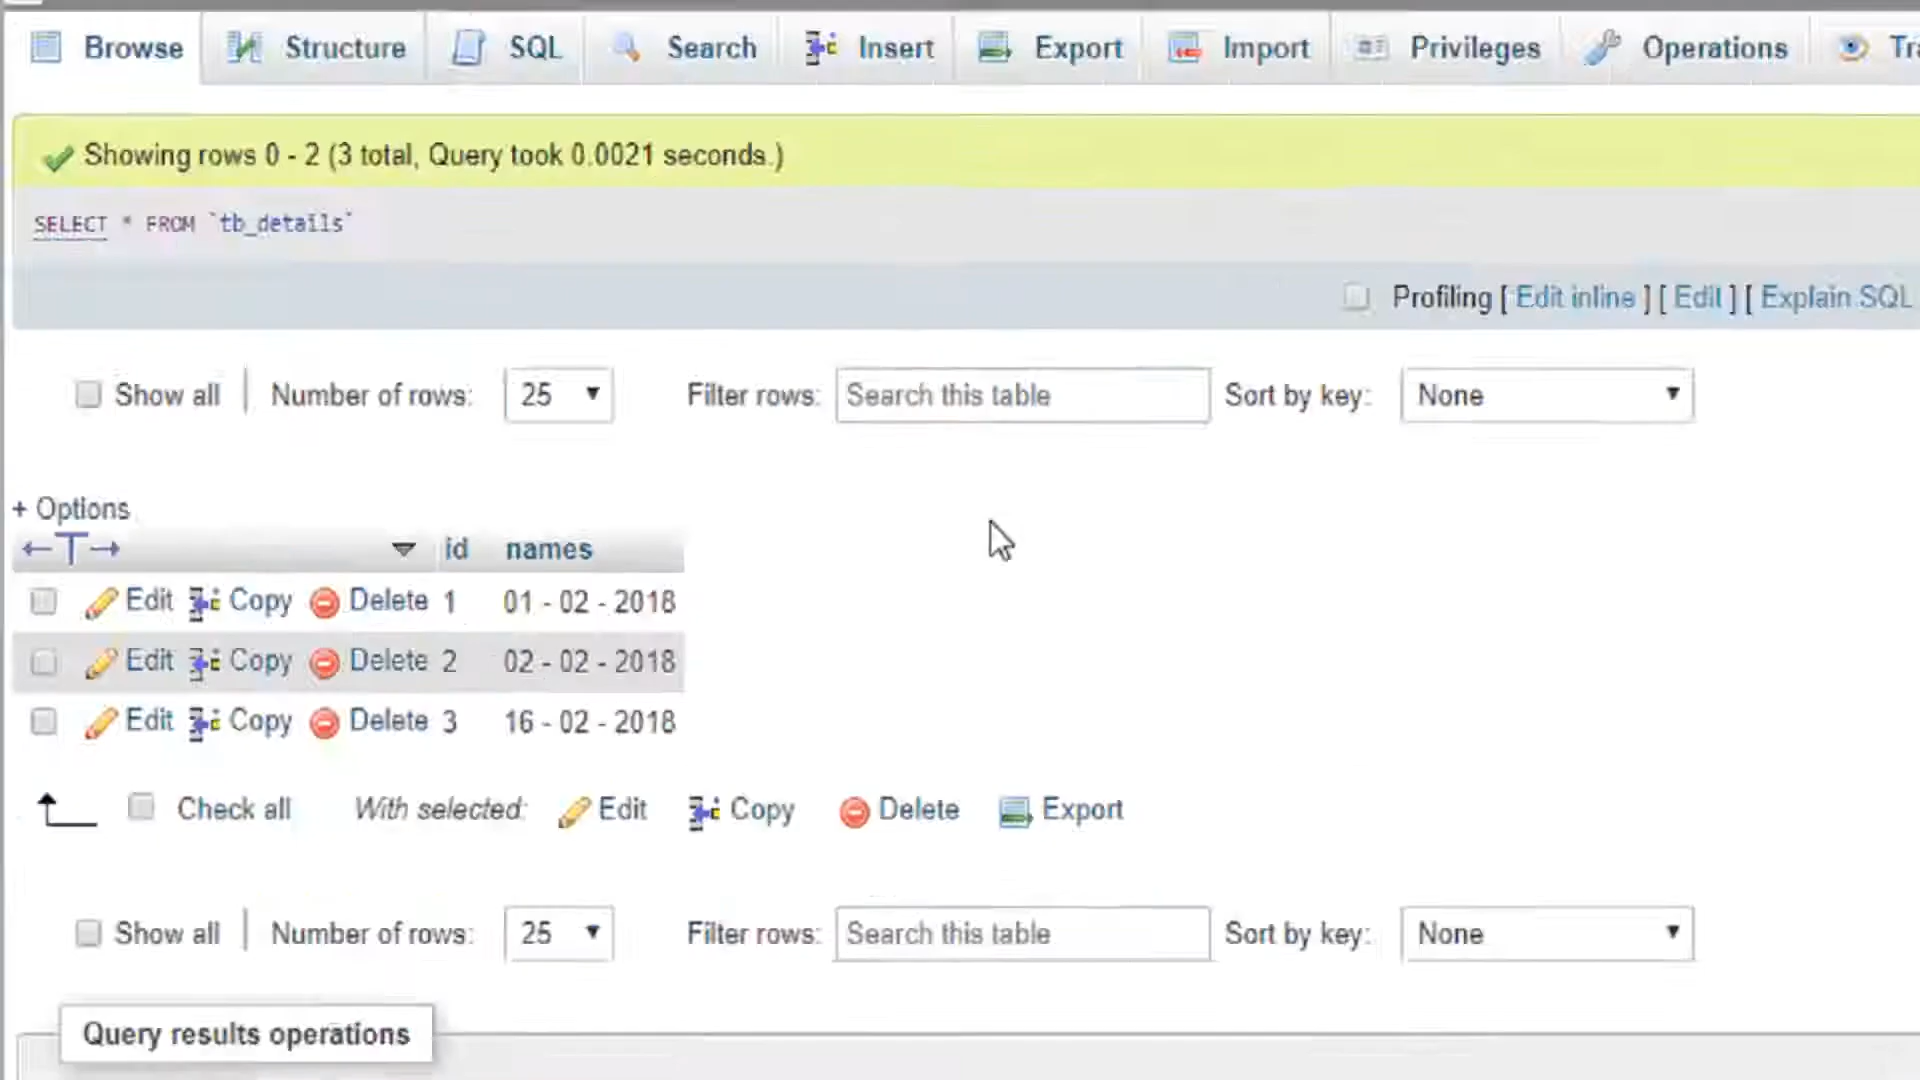 Browse Structure SQL Search Insert Export Import Privileges Operations
Showing rows 0 - 2 (3 total, Query took 0.0021 seconds.)
SELECT * FROM `tb_details`
Profiling [ Edit inline ] [ Edit ] [ Explain SQL
Show all Number of rows: 25 Filter rows: Search this table Sort by key: None
+ Options
←T→ id names
Edit Copy Delete 1 01 - 02 - 2018
Edit Copy Delete 2 02 - 02 - 2018
Edit Copy Delete 3 16 - 02 - 2018
Check all With selected: Edit Copy Delete Export
Show all Number of rows: 25 Filter rows: Search this table Sort by key: None
Query results operations